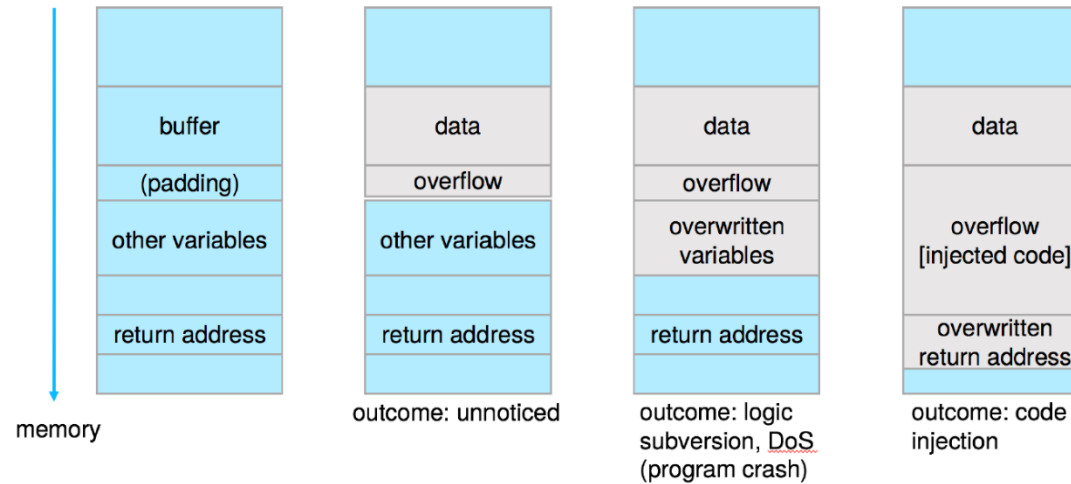 memory
buffer
(padding)
other variables
return address
data
overflow
other variables
return address
outcome: unnoticed
data
overflow
overwritten
variables
return address
outcome: logic
subversion, DoS
(program crash)
data
overflow
[injected code]
overwritten
return address
outcome: code
injection